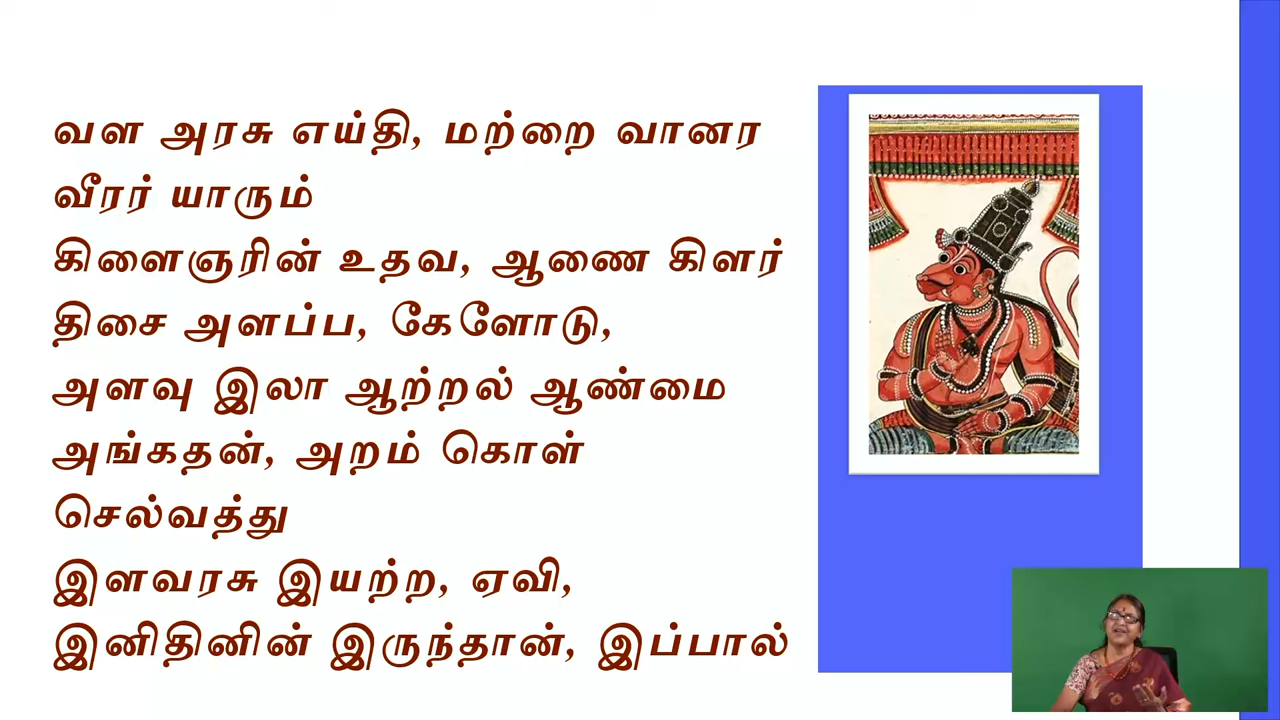 வள அரசு எய்தி, மற்றை வானர
வீரர் யாரும்
கிளைஞரின் உதவ, ஆணை கிளர்
திசை அளப்ப, கேளோடு,
அளவு இலா ஆற்றல் ஆண்மை
அங்கதன், அறம் கொள்
செல்வத்து
இளவரசு இயற்ற, ஏவி,
இனிதினின் இருந்தான், இப்பால்